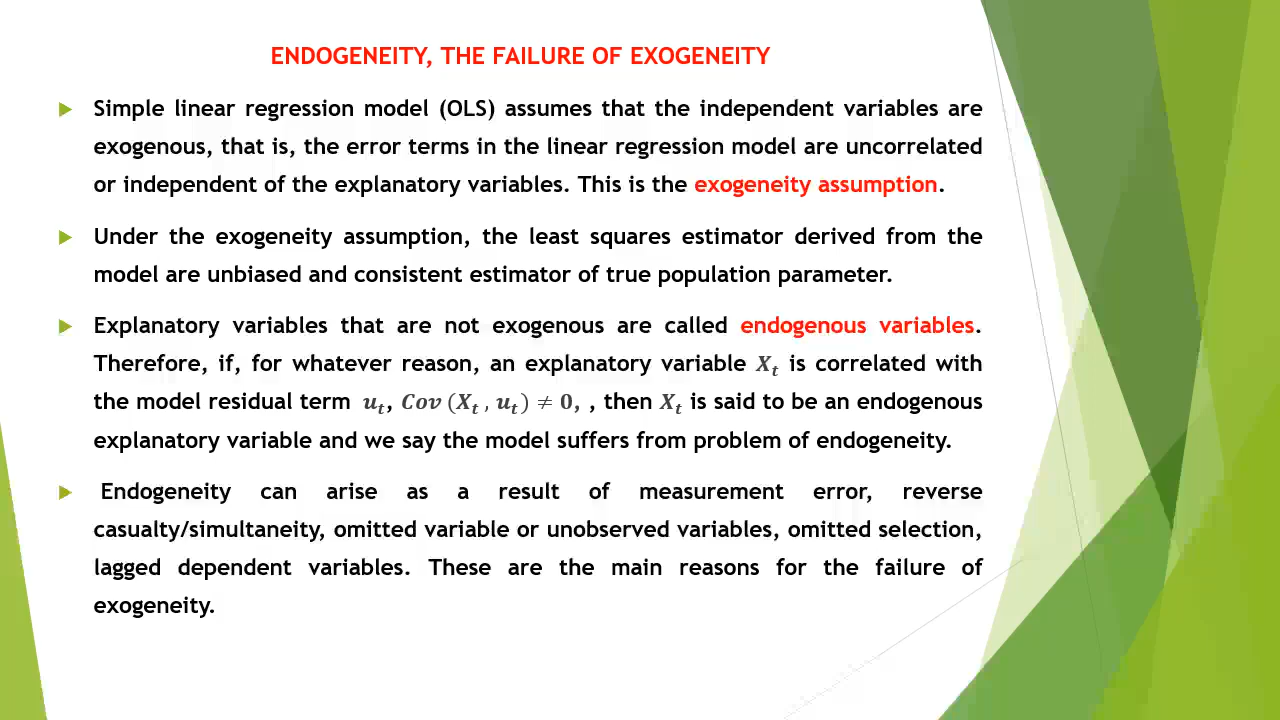 ENDOGENEITY, THE FAILURE OF EXOGENEITY
Simple linear regression model (OLS) assumes that the independent variables are
exogenous, that is, the error terms in the linear regression model are uncorrelated
or independent of the explanatory variables. This is the exogeneity assumption.
Under the exogeneity assumption, the least squares estimator derived from the
model are unbiased and consistent estimator of true population parameter.
Explanatory variables that are not exogenous are called endogenous variables.
Therefore, if, for whatever reason, an explanatory variable Xₜ is correlated with
the model residual term uₜ, Cov (Xₜ , uₜ) ≠ 0, , then Xₜ is said to be an endogenous
explanatory variable and we say the model suffers from problem of endogeneity.
Endogeneity can arise as a result of measurement error, reverse
casualty/simultaneity, omitted variable or unobserved variables, omitted selection,
lagged dependent variables. These are the main reasons for the failure of
exogeneity.